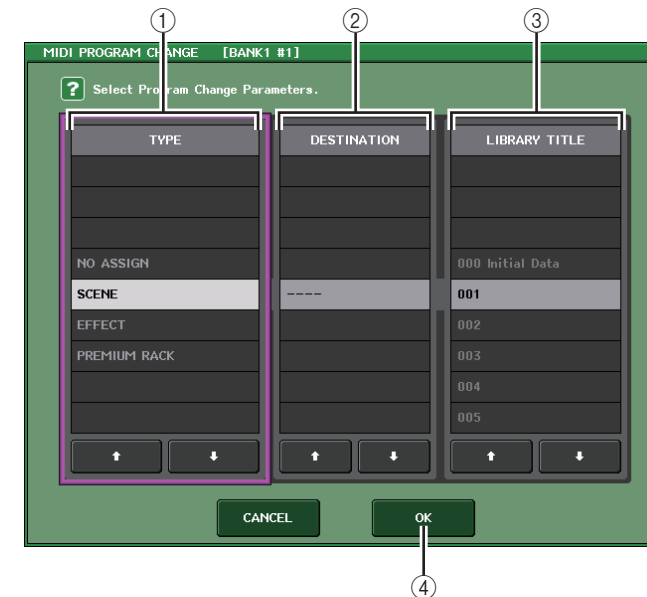 ① ② ③
MIDI PROGRAM CHANGE [BANK1 #1]
? Select Program Change Parameters.
TYPE DESTINATION LIBRARY TITLE
NO ASSIGN 000 Initial Data
SCENE ---- 001
EFFECT 002
PREMIUM RACK 003
004
005
CANCEL OK
④